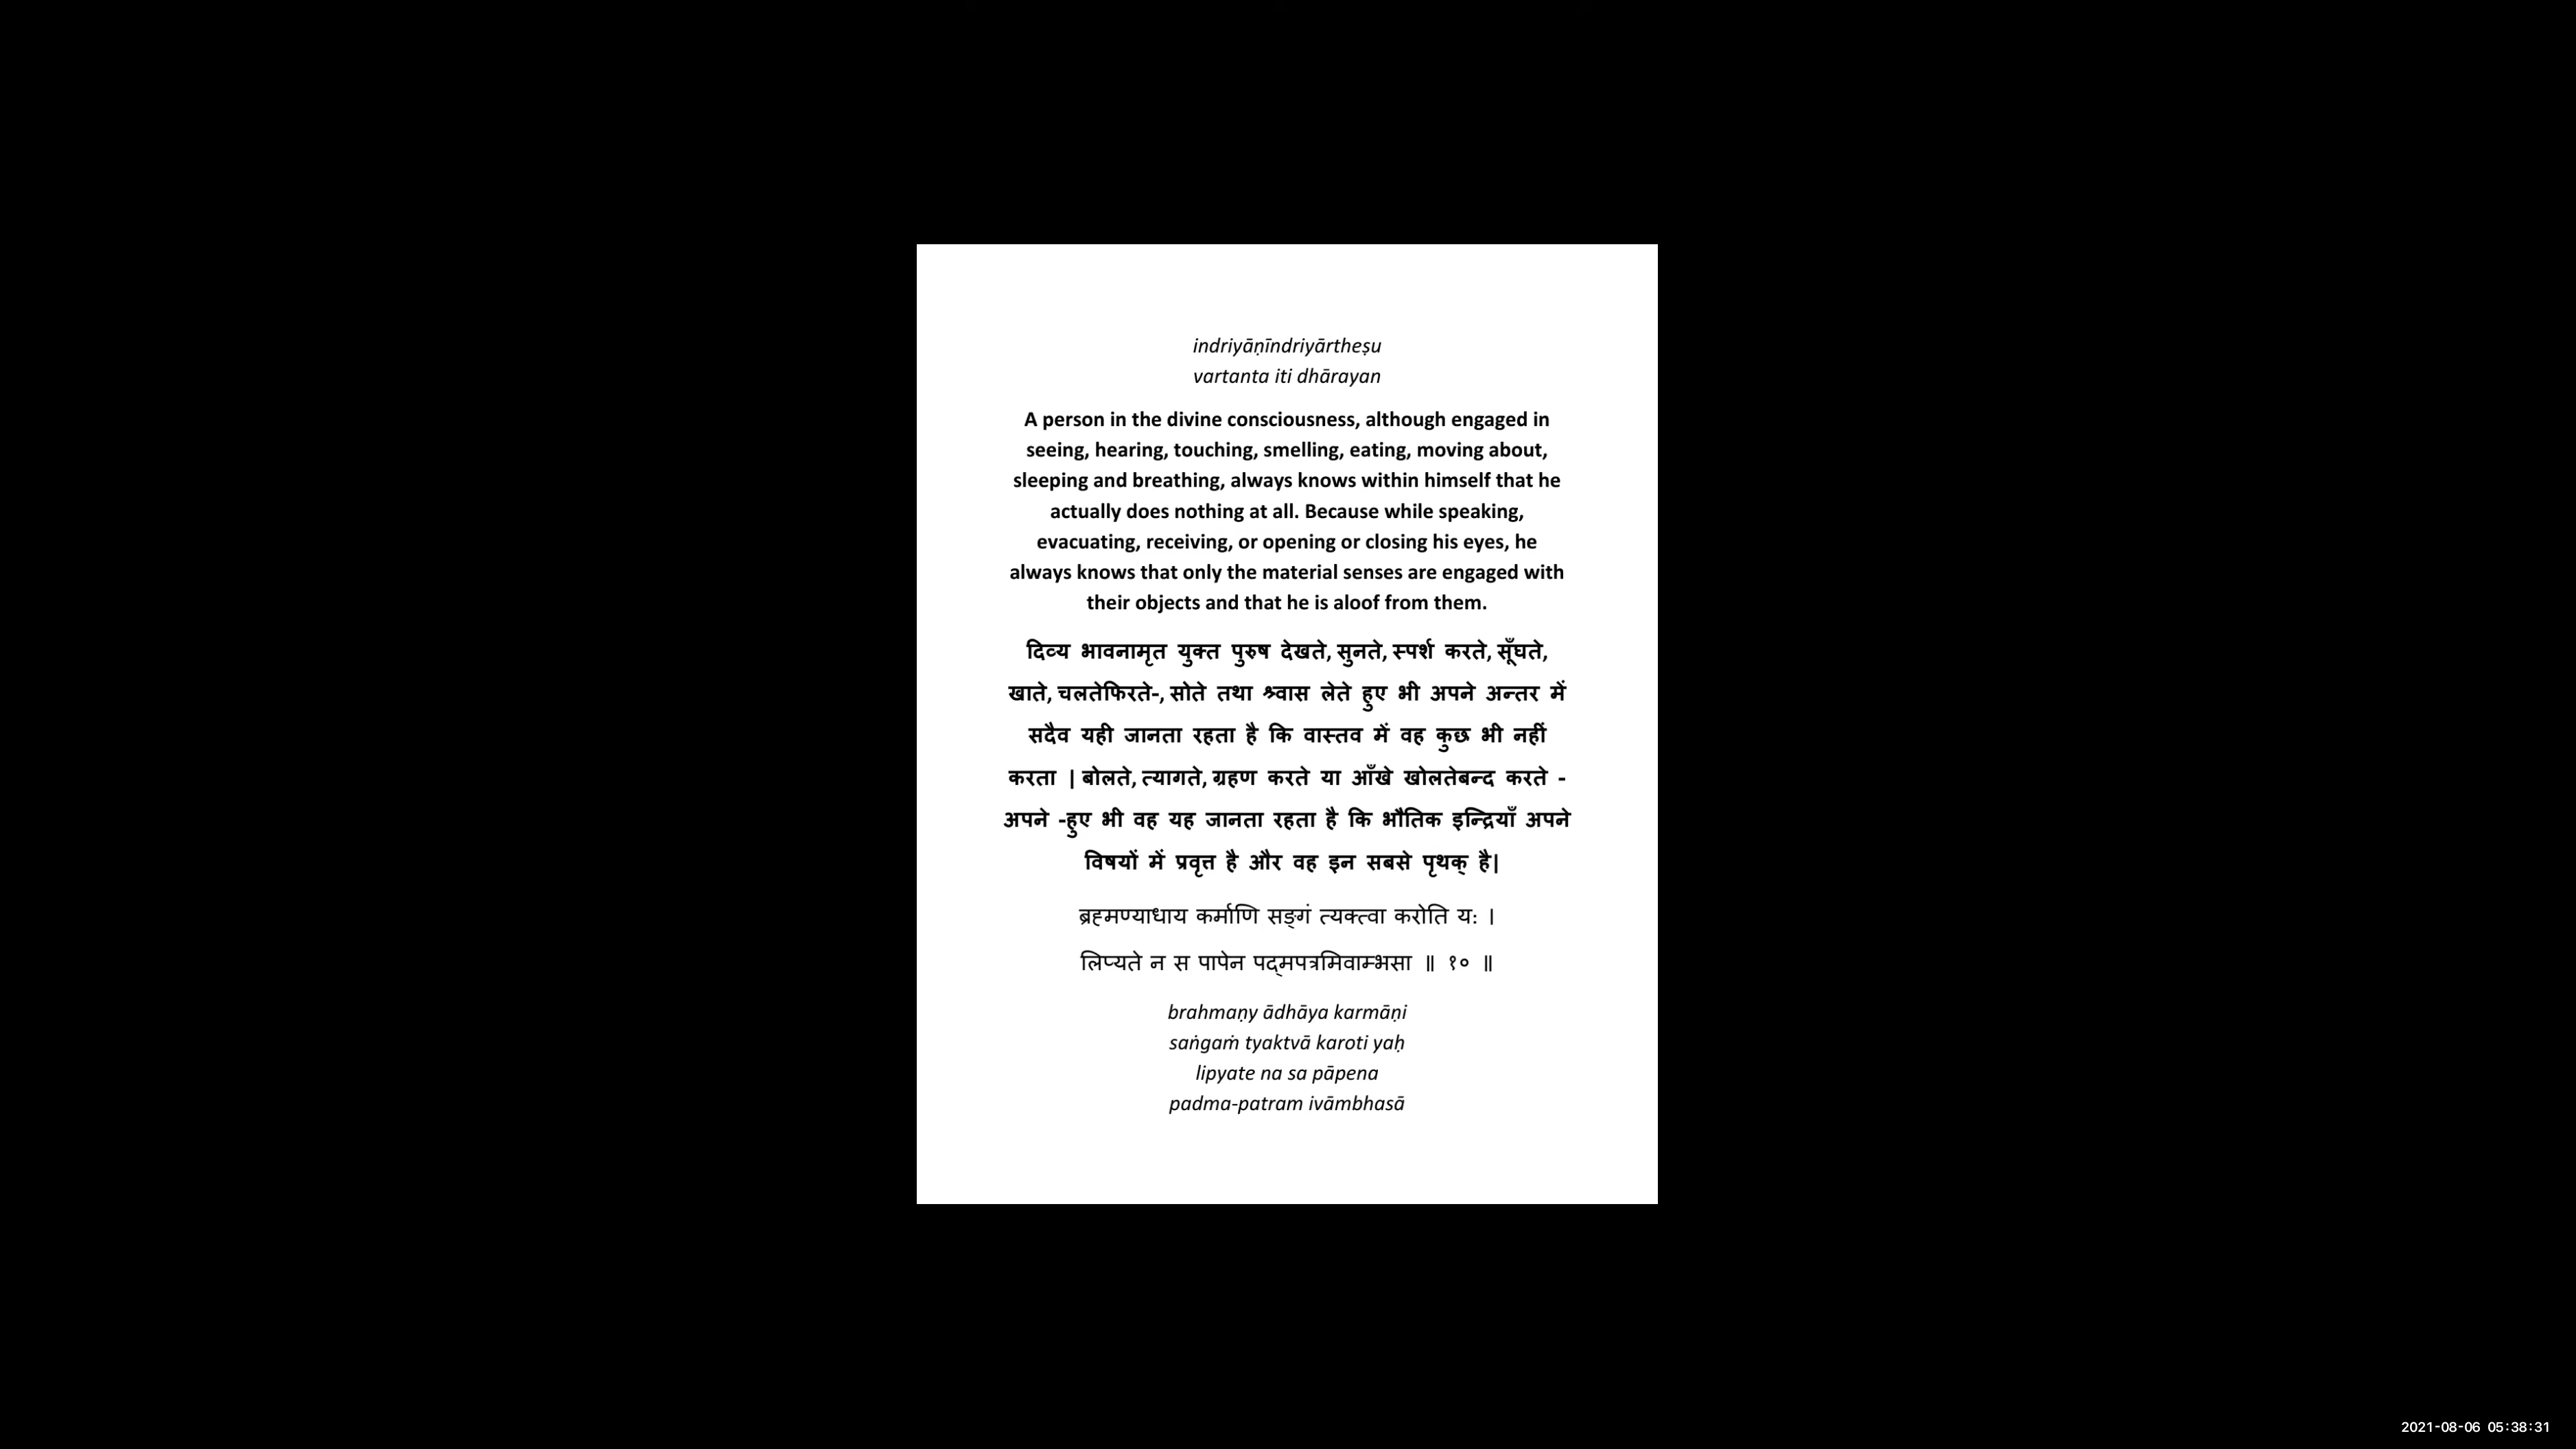 indriyāṇīndriyārtheṣu
vartanta iti dhārayan
A person in the divine consciousness, although engaged in
seeing, hearing, touching, smelling, eating, moving about,
sleeping and breathing, always knows within himself that he
actually does nothing at all. Because while speaking,
evacuating, receiving, or opening or closing his eyes, he
always knows that only the material senses are engaged with
their objects and that he is aloof from them.
दिव्य भावनामृत युक्त पुरुष देखते, सुनते, स्पर्श करते, सूँघते,
खाते, चलतेफिरते-, सोते तथा श्र्वास लेते हुए भी अपने अन्तर में
सदैव यही जानता रहता है कि वास्तव में वह कुछ भी नहीं
करता | बोलते, त्यागते, ग्रहण करते या आँखे खोलतेबन्द करते -
अपने -हुए भी वह यह जानता रहता है कि भौतिक इन्द्रियाँ अपने
विषयों में प्रवृत्त है और वह इन सबसे पृथक् है|
ब्रह्मण्याधाय कर्माणि सङ्गं त्यक्त्वा करोति यः ।
लिप्यते न स पापेन पद्मपत्रमिवाम्भसा ॥ १० ॥
brahmaṇy ādhāya karmāṇi
saṅgaṁ tyaktvā karoti yaḥ
lipyate na sa pāpena
padma-patram ivāmbhasā
2021-08-06 05:38:31